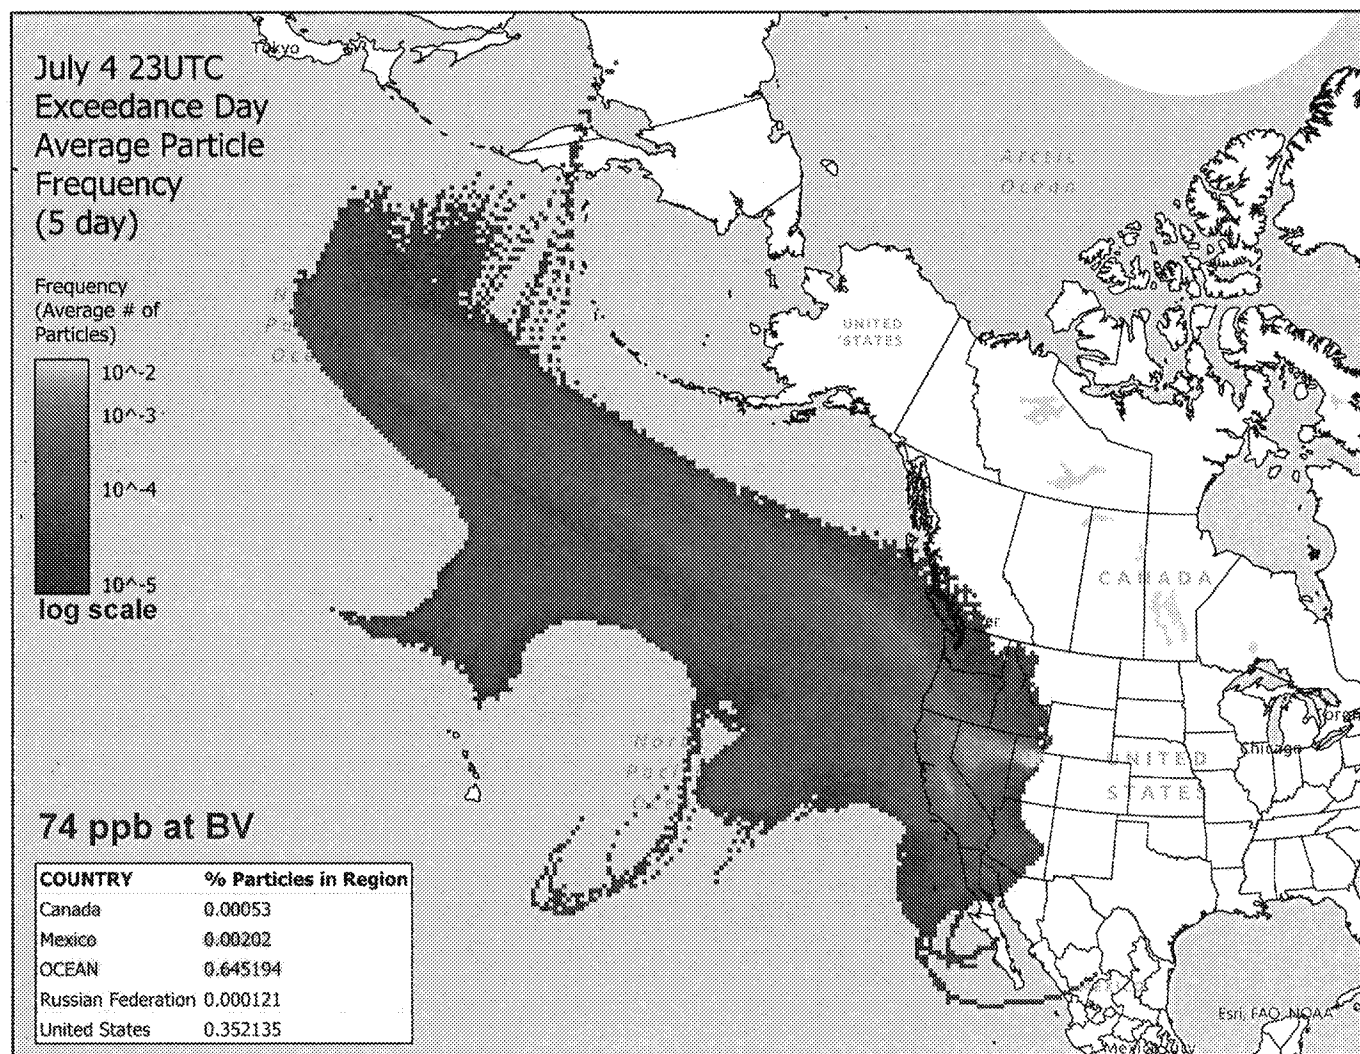 Tokyo
July 4 23UTC
Exceedance Day
Average Particle
Frequency
(5 day)
Arctic
Ocean
Frequency
(Average # of
Particles)
10^-2
10^-3
10^-4
10^-5
log scale
UNITED
STATES
CANADA
Chicago
UNITED
STATES
74 ppb at BV
COUNTRY % Particles in Region
Canada 0.00053
Mexico 0.00202
OCEAN 0.645194
Russian Federation 0.000121
United States 0.352135
Esri, FAO, NOAA